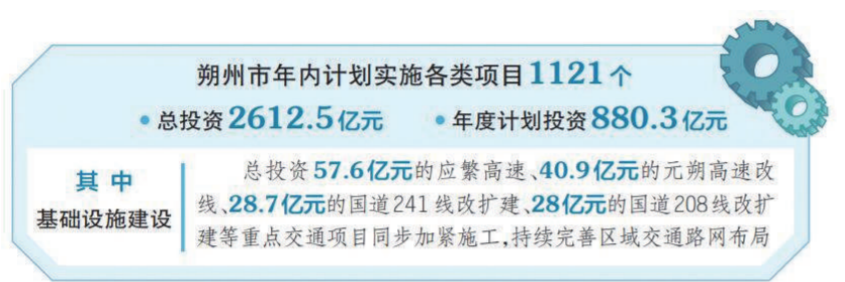 朔州市年内计划实施各类项目1121个
•总投资2612.5亿元 •年度计划投资880.3亿元
其中
基础设施建设
总投资57.6亿元的应繁高速、40.9亿元的元朔高速改
线、28.7亿元的国道241线改扩建、28亿元的国道208线改扩
建等重点交通项目同步加紧施工,持续完善区域交通路网布局